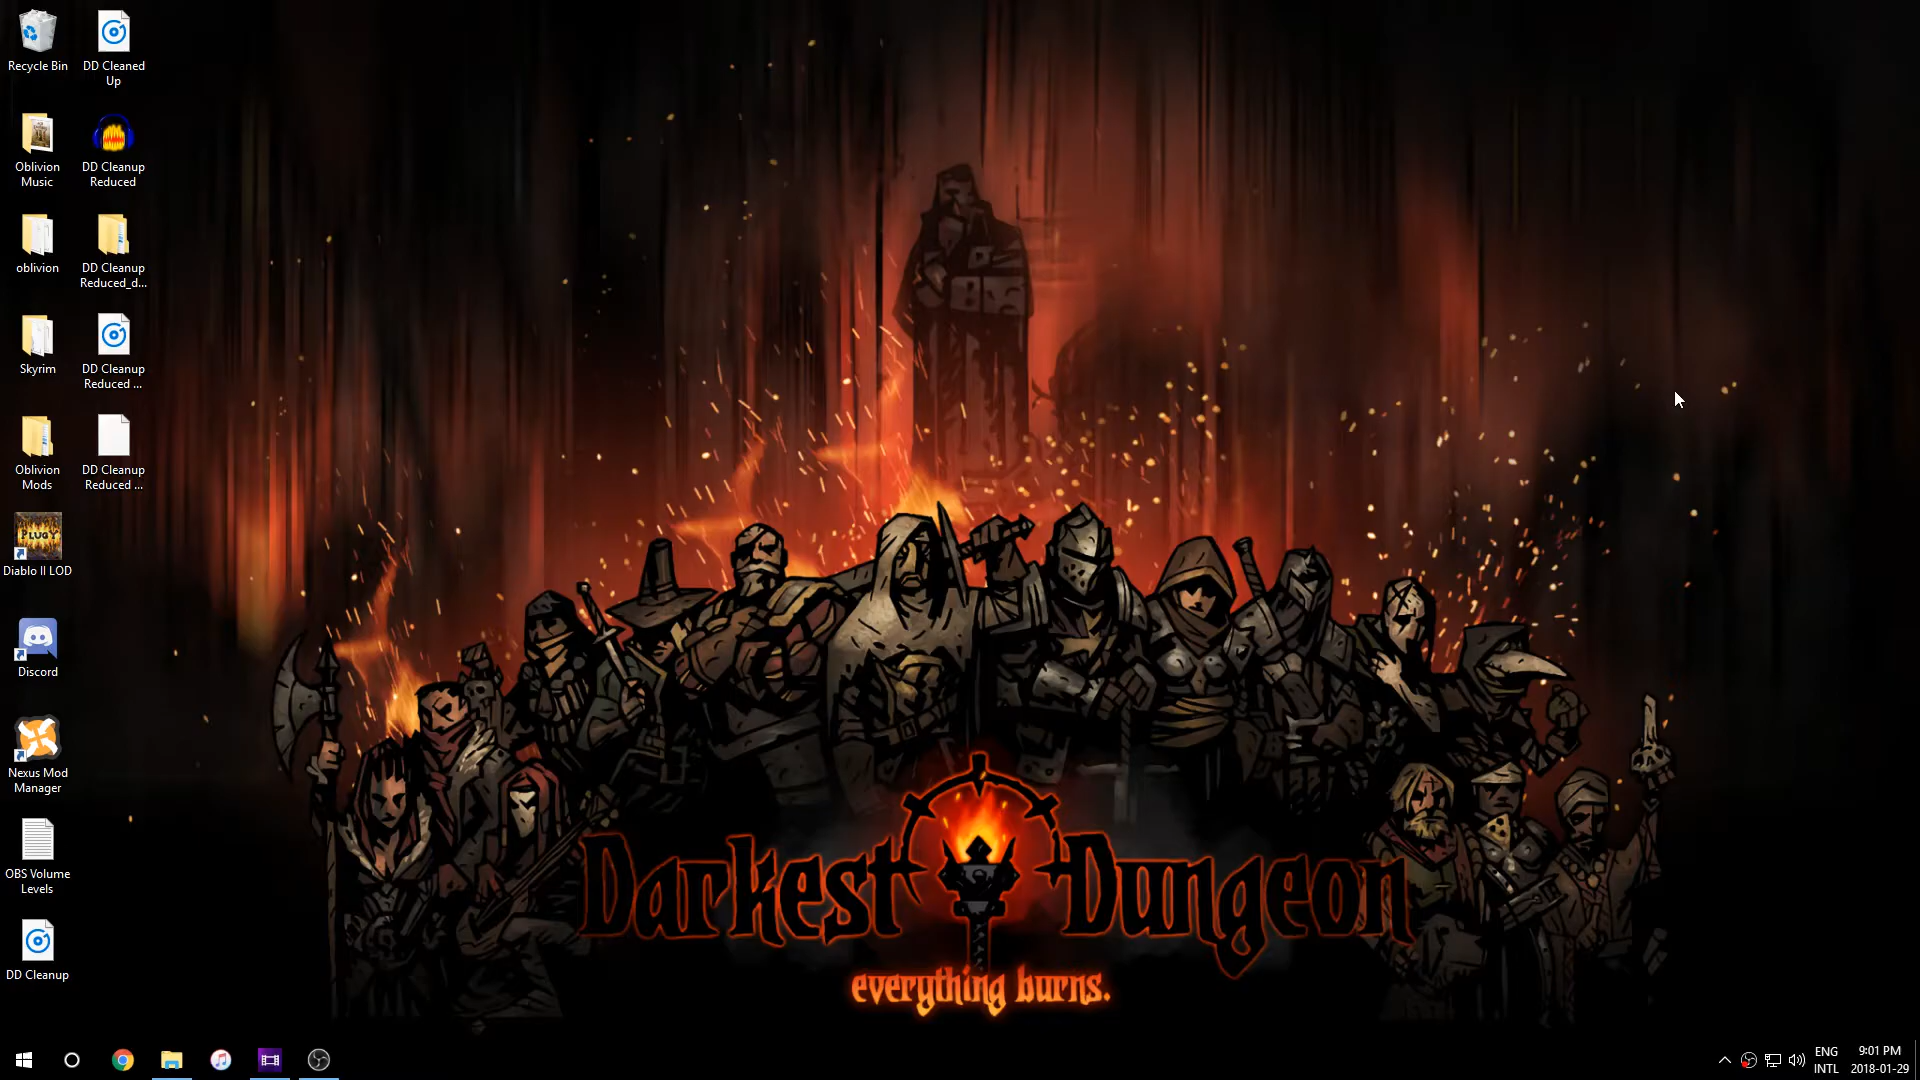 Recycle Bin
DD Cleaned
Up
Oblivion
Music
DD Cleanup
Reduced
oblivion
DD Cleanup
Reduced_d...
Skyrim
DD Cleanup
Reduced ...
Oblivion
Mods
DD Cleanup
Reduced ...
PLUGY
Diablo II LOD
Discord
Nexus Mod
Manager
OBS Volume
Levels
DD Cleanup
Darkest Dungeon
everything burns.
ENG
INTL
9:01 PM
2018-01-29